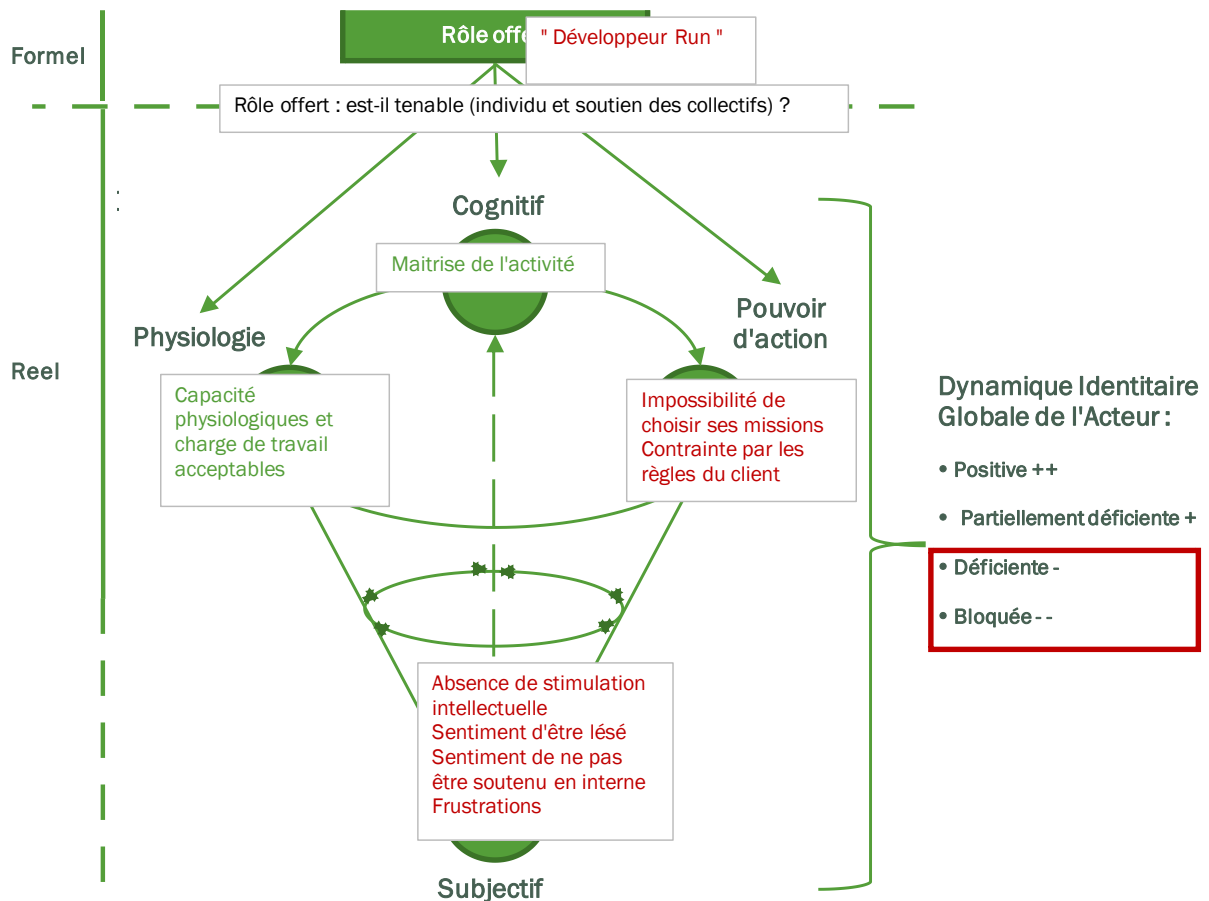 Formel
Rôle offe
" Développeur Run "
Rôle offert : est-il tenable (individu et soutien des collectifs) ?
:
Cognitif
Maitrise de l'activité
Physiologie
Pouvoir
d'action
Reel
Capacité
physiologiques et
charge de travail
acceptables
Impossibilité de
choisir ses missions
Contrainte par les
règles du client
Dynamique Identitaire
Globale de l'Acteur :
• Positive ++
• Partiellement déficiente +
• Déficiente -
• Bloquée - -
Absence de stimulation
intellectuelle
Sentiment d'être lésé
Sentiment de ne pas
être soutenu en interne
Frustrations
Subjectif